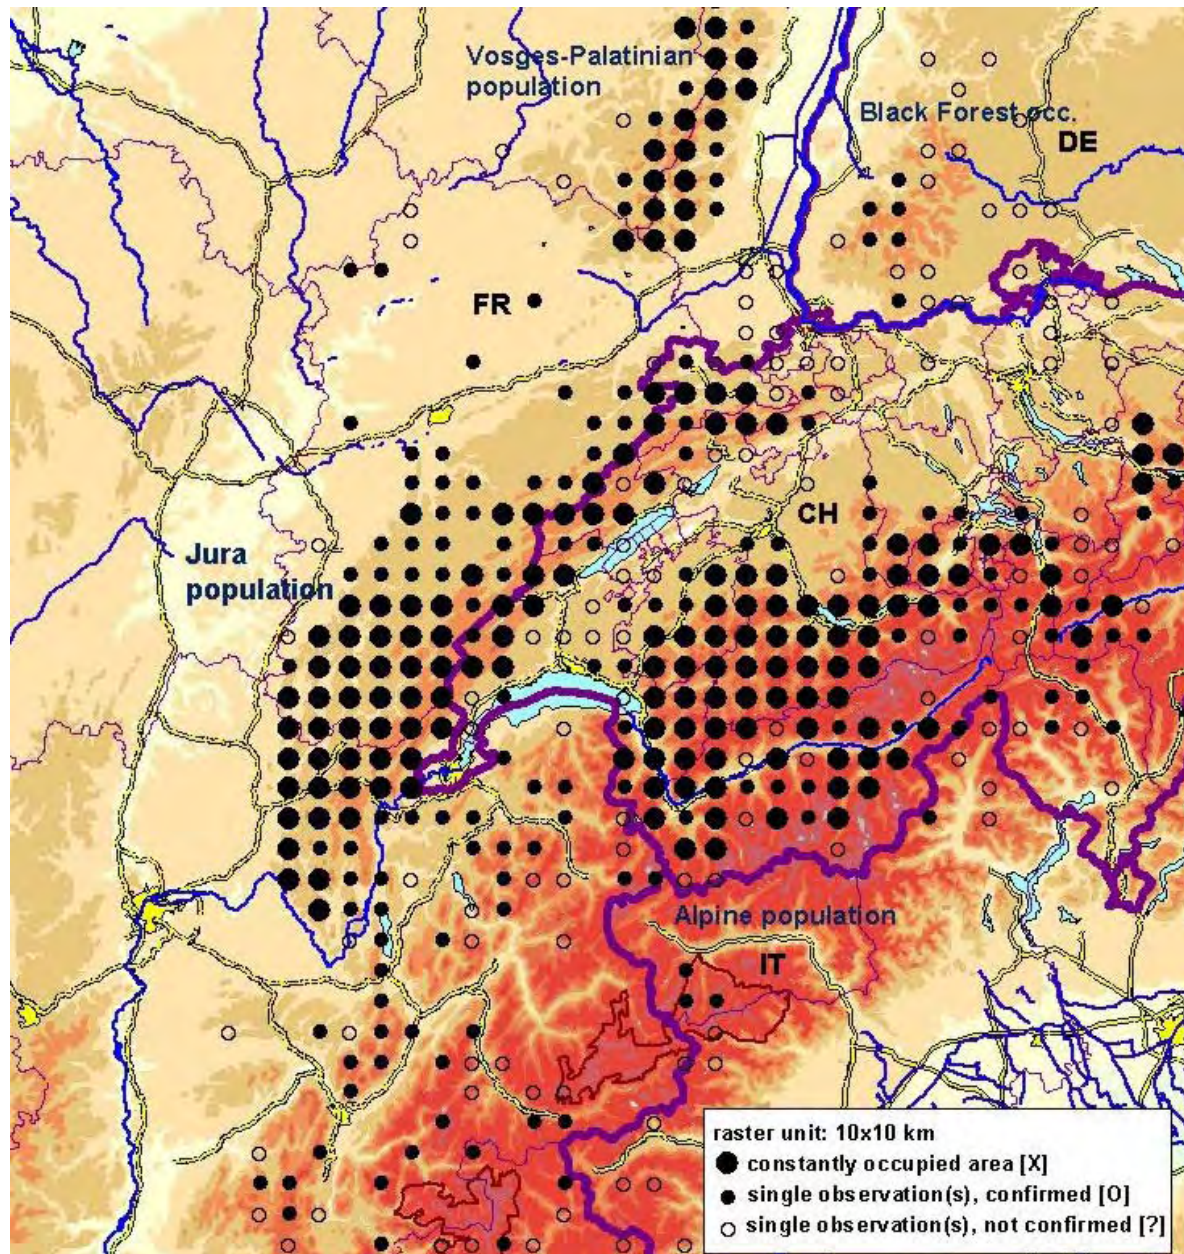 Vosges-Palatinian
population
Black Forest occ.
DE
FR
CH
Jura
population
Alpine population
IT
raster unit: 10x10 km
constantly occupied area [X]
single observation(s), confirmed [O]
single observation(s), not confirmed [?]